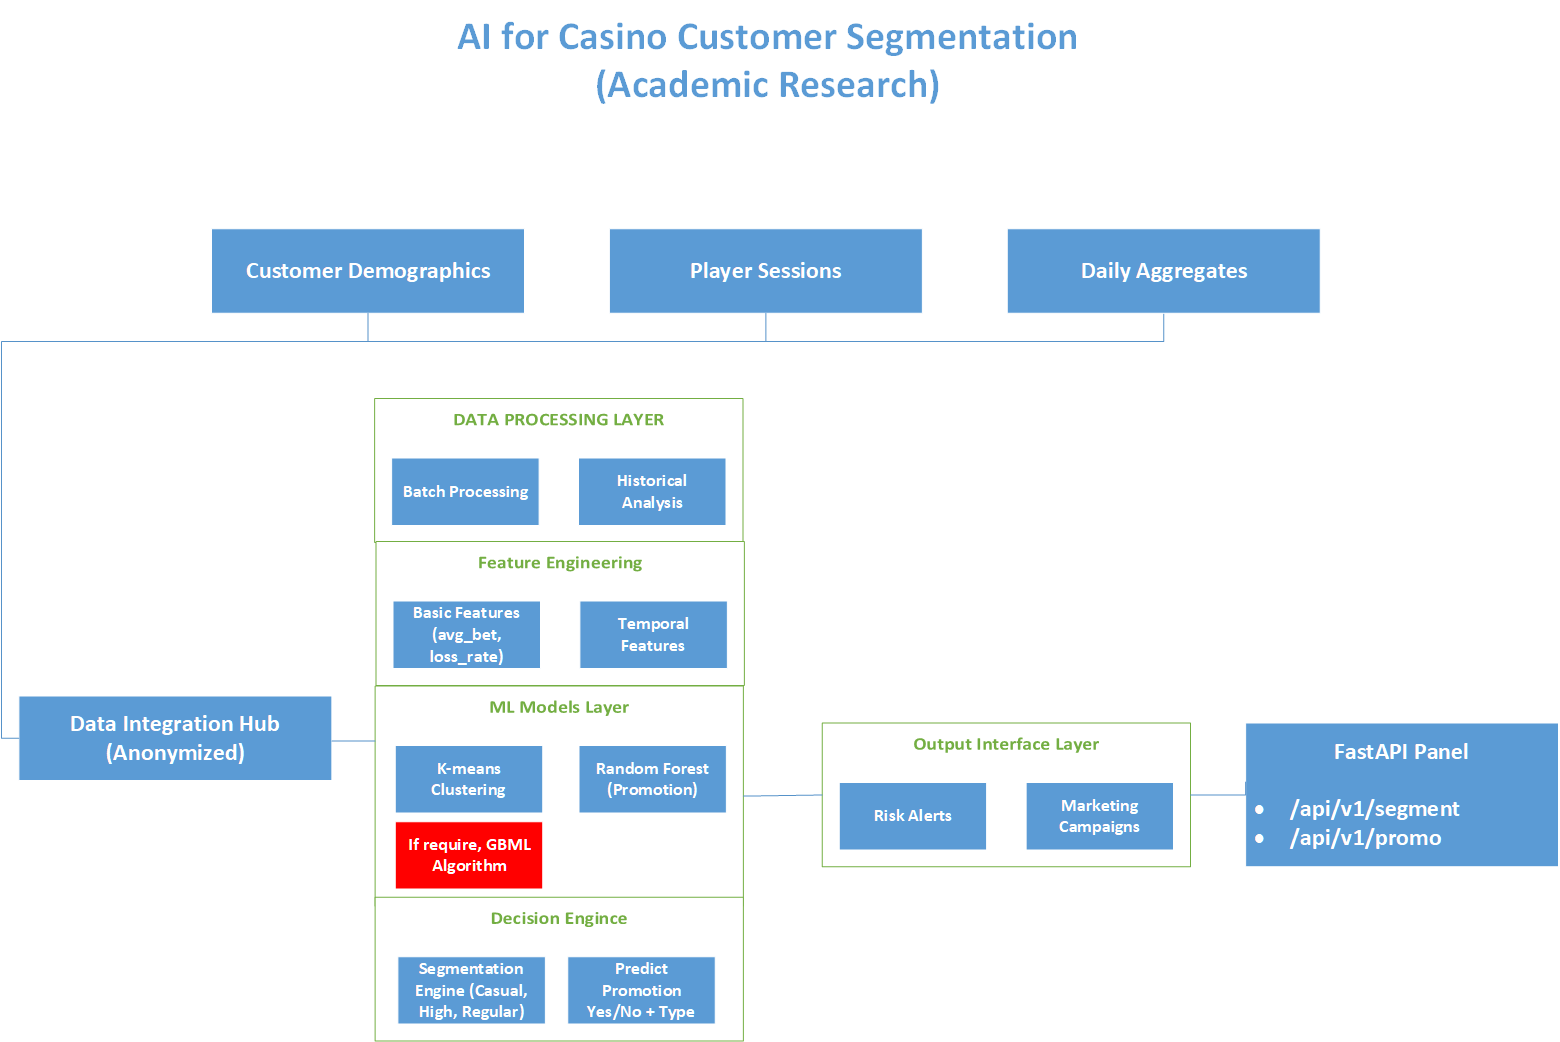 AI for Casino Customer Segmentation
(Academic Research)
Customer Demographics
Player Sessions
Daily Aggregates
DATA PROCESSING LAYER
Batch Processing
Historical
Analysis
Feature Engineering
Basic Features
(avg_bet,
loss_rate)
Temporal
Features
Data Integration Hub
(Anonymized)
ML Models Layer
K-means
Clustering
Random Forest
(Promotion)
If require, GBML
Algorithm
Decision Engince
Segmentation
Engine (Casual,
High, Regular)
Predict
Promotion
Yes/No + Type
Output Interface Layer
Risk Alerts
Marketing
Campaigns
FastAPI Panel
• /api/v1/segment
• /api/v1/promo